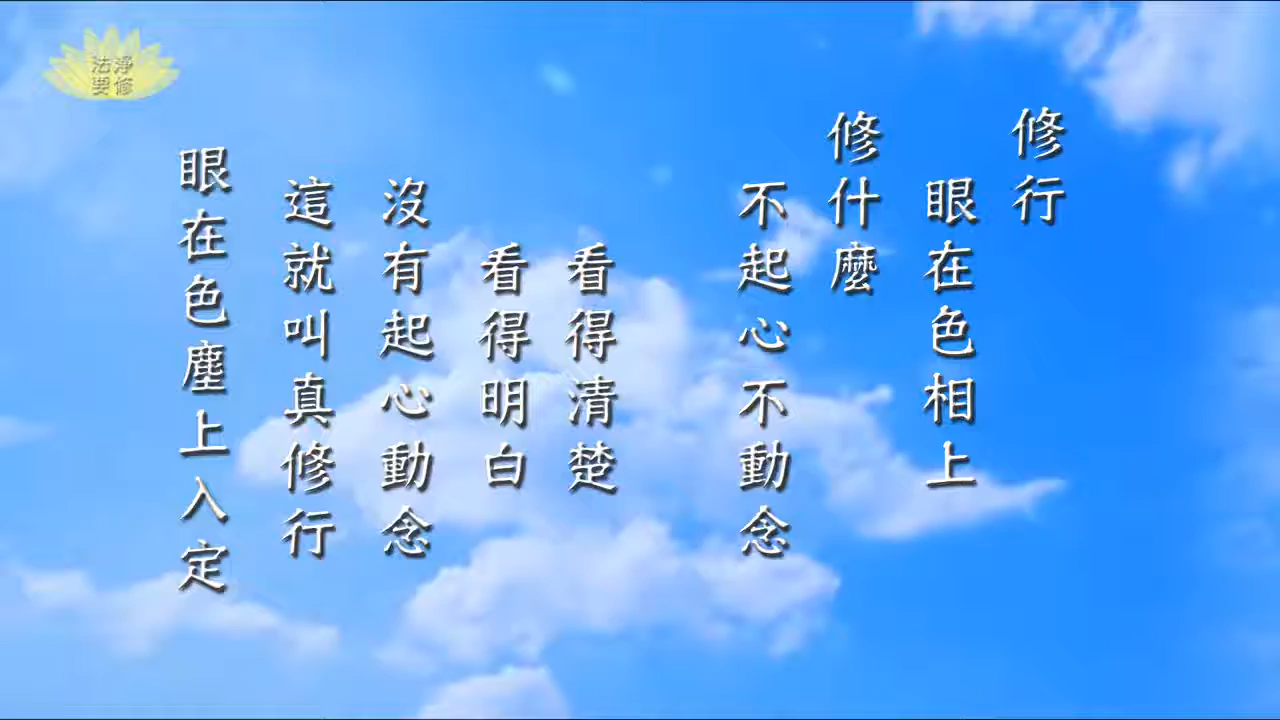 修行
眼在色相上
修什麼
不起心不動念
看得清楚
看得明白
沒有起心動念
這就叫真修行
眼在色塵上入定
淨修
法要